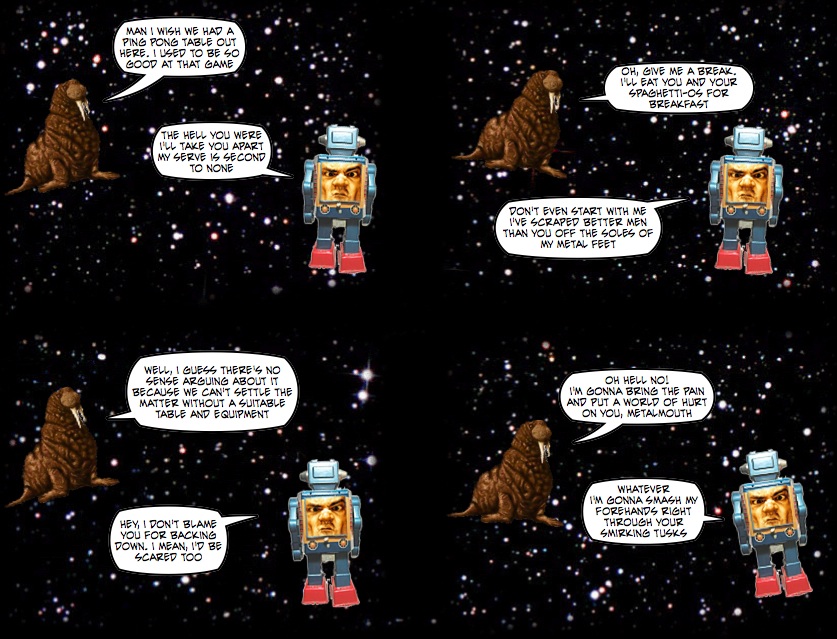 MAN I WISH WE HAD A
PING PONG TABLE OUT
HERE. I USED TO BE SO
GOOD AT THAT GAME
THE HELL YOU WERE
I'LL TAKE YOU APART
MY SERVE IS SECOND
TO NONE
OH, GIVE ME A BREAK.
I'LL EAT YOU AND YOUR
SPAGHETTI-OS FOR
BREAKFAST
DON'T EVEN START WITH ME
I'VE SCRAPED BETTER MEN
THAN YOU OFF THE SOLES OF
MY METAL FEET
WELL, I GUESS THERE'S NO
SENSE ARGUING ABOUT IT
BECAUSE WE CAN'T SETTLE THE
MATTER WITHOUT A SUITABLE
TABLE AND EQUIPMENT
HEY, I DON'T BLAME
YOU FOR BACKING
DOWN. I MEAN, I'D BE
SCARED TOO
OH HELL NO!
I'M GONNA BRING THE PAIN
AND PUT A WORLD OF HURT
ON YOU, METALMOUTH
WHATEVER
I'M GONNA SMASH MY
FOREHANDS RIGHT
THROUGH YOUR
SMIRKING TUSKS